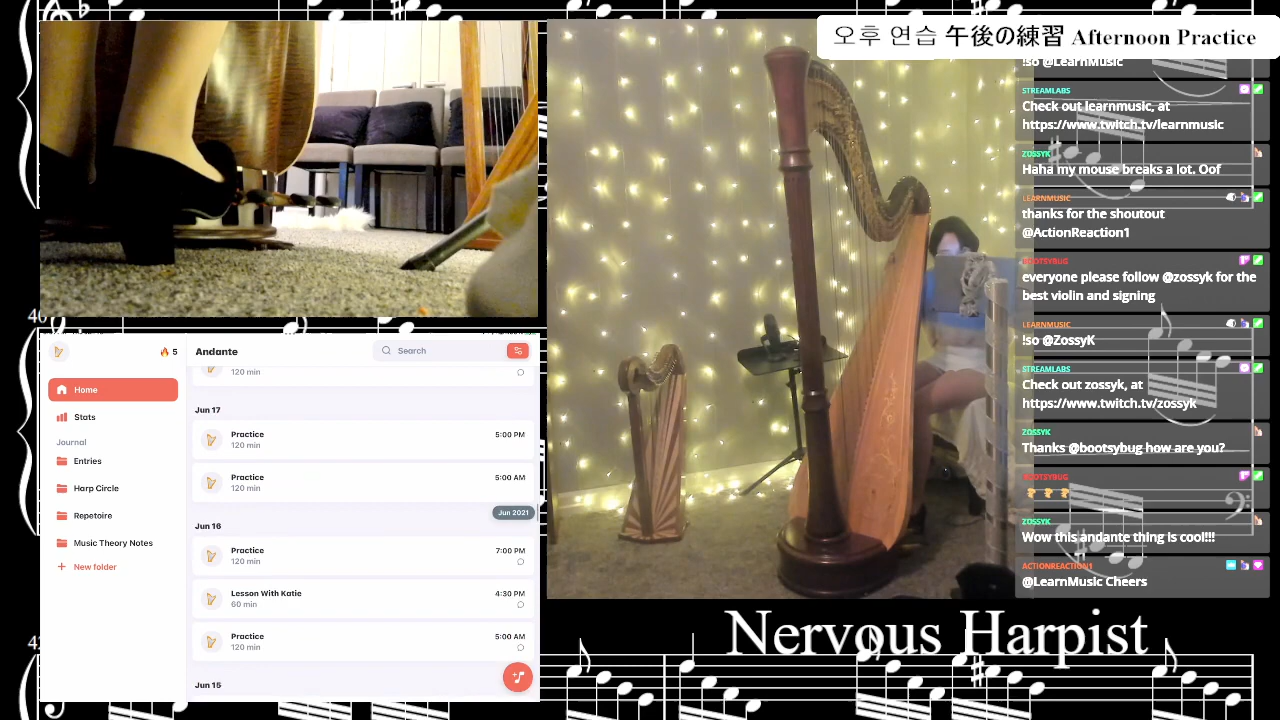 오후 연습 午後の練習 Afternoon Practice
!so @LearnMusic
STREAMLABS
Check out learnmusic, at
https://www.twitch.tv/learnmusic
ZOSSYK
Haha my mouse breaks a lot. Oof
LEARNMUSIC
thanks for the shoutout
@ActionReaction1
BOOTSYBUG
everyone please follow @zossyk for the
best violin and signing
LEARNMUSIC
!so @ZossyK
STREAMLABS
Check out zossyk, at
https://www.twitch.tv/zossyk
ZOSSYK
Thanks @bootsybug how are you?
BOOTSYBUG
ZOSSYK
Wow this andante thing is cool!!!
ACTIONREACTION1
@LearnMusic Cheers
5
Home
Stats
Journal
Entries
Harp Circle
Repetoire
Music Theory Notes
New folder
Andante
Search
120 min
Jun 17
Practice 5:00 PM
120 min
Practice 5:00 AM
120 min
Jun 2021
Jun 16
Practice 7:00 PM
120 min
Lesson With Katie 4:30 PM
60 min
Practice 5:00 AM
120 min
Jun 15
Nervous Harpist